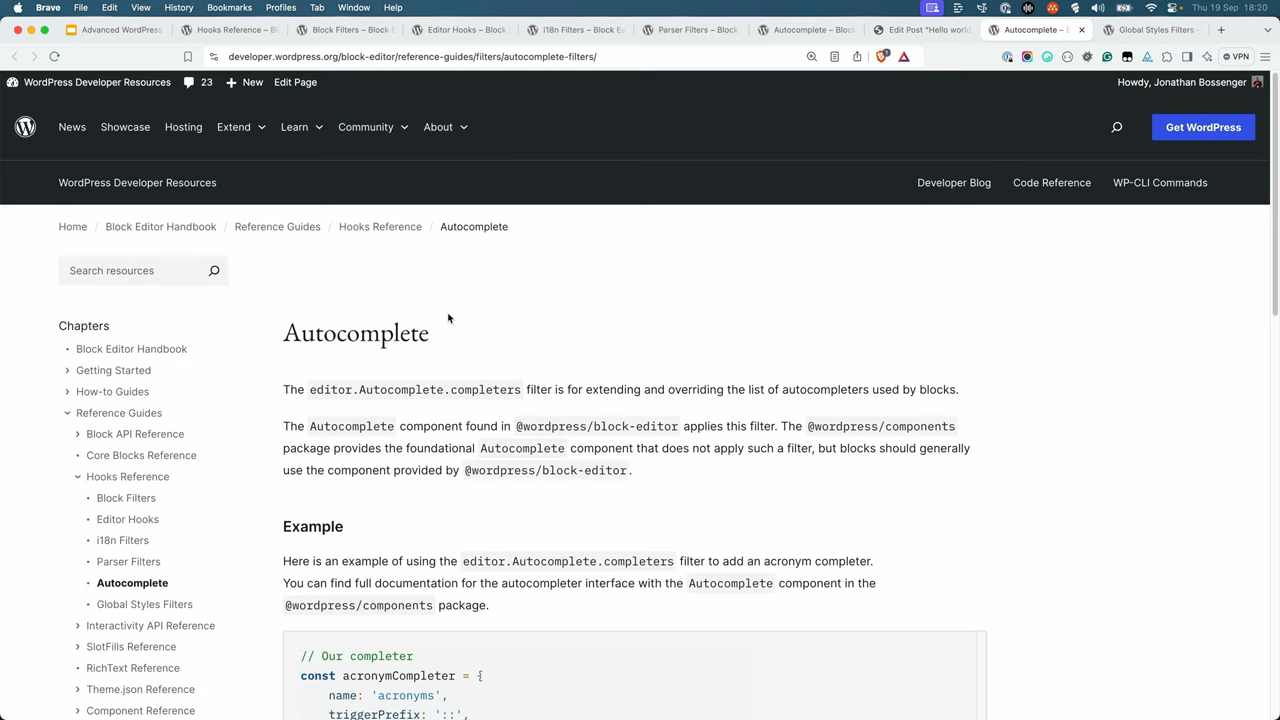 Brave File Edit View History Bookmarks Profiles Tab Window Help Thu 19 Sep 18:20
Advanced WordPress Hooks Reference – Bl Block Filters – Block E Editor Hooks – Block i18n Filters – Block Ed Parser Filters – Block Autocomplete – Block Edit Post "Hello world Autocomplete – B Global Styles Filters –
developer.wordpress.org/block-editor/reference-guides/filters/autocomplete-filters/ VPN
WordPress Developer Resources 23 New Edit Page Howdy, Jonathan Bossenger
News Showcase Hosting Extend Learn Community About Get WordPress
WordPress Developer Resources Developer Blog Code Reference WP-CLI Commands
Home / Block Editor Handbook / Reference Guides / Hooks Reference / Autocomplete
Search resources
Chapters
Block Editor Handbook
Getting Started
How-to Guides
Reference Guides
Block API Reference
Core Blocks Reference
Hooks Reference
Block Filters
Editor Hooks
i18n Filters
Parser Filters
Autocomplete
Global Styles Filters
Interactivity API Reference
SlotFills Reference
RichText Reference
Theme.json Reference
Component Reference
Autocomplete
The editor.Autocomplete.completers filter is for extending and overriding the list of autocompleters used by blocks.
The Autocomplete component found in @wordpress/block-editor applies this filter. The @wordpress/components
package provides the foundational Autocomplete component that does not apply such a filter, but blocks should generally
use the component provided by @wordpress/block-editor.
Example
Here is an example of using the editor.Autocomplete.completers filter to add an acronym completer.
You can find full documentation for the autocompleter interface with the Autocomplete component in the
@wordpress/components package.
// Our completer
const acronymCompleter = {
name: 'acronyms',
triggerPrefix: '::',